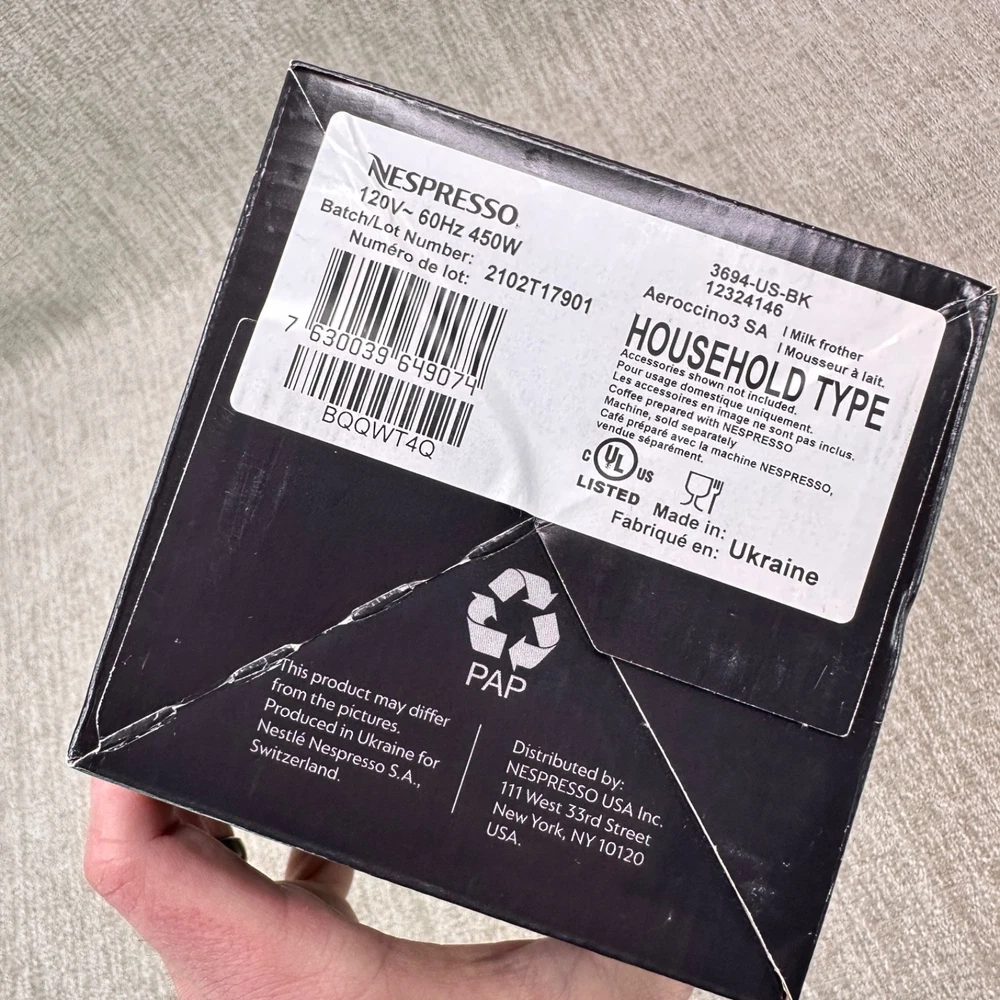 NESPRESSO
120V~ 60Hz 450W
Batch/Lot Number:
Numéro de lot: 2102T17901
7 630039 649074
BQQWT4Q
3694-US-BK
12324146
Aeroccino3 SA | Milk frother
| Mousseur à lait.
HOUSEHOLD TYPE
Accessories shown not included.
Pour usage domestique uniquement.
Les accessoires en image ne sont pas inclus.
Coffee prepared with NESPRESSO
Machine, sold separately
Café préparé avec la machine NESPRESSO,
vendue séparément.
C UL US
LISTED
Made in:
Fabriqué en: Ukraine
PAP
This product may differ
from the pictures.
Produced in Ukraine for
Nestlé Nespresso S.A.,
Switzerland.
Distributed by:
NESPRESSO USA Inc.
111 West 33rd Street
New York, NY 10120
USA.